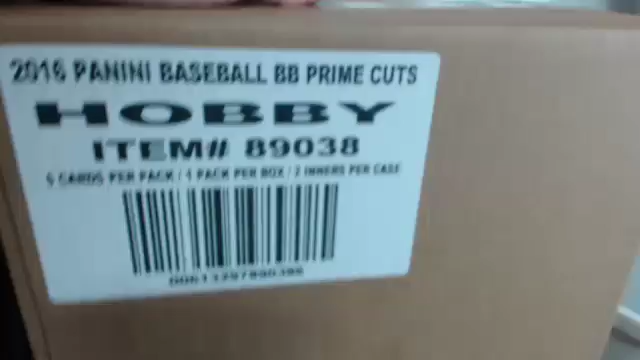 2016 PANINI BASEBALL BB PRIME CUTS
HOBBY
ITEM# 89038
5 CARDS PER PACK / 1 PACK PER BOX / 2 INNERS PER CASE